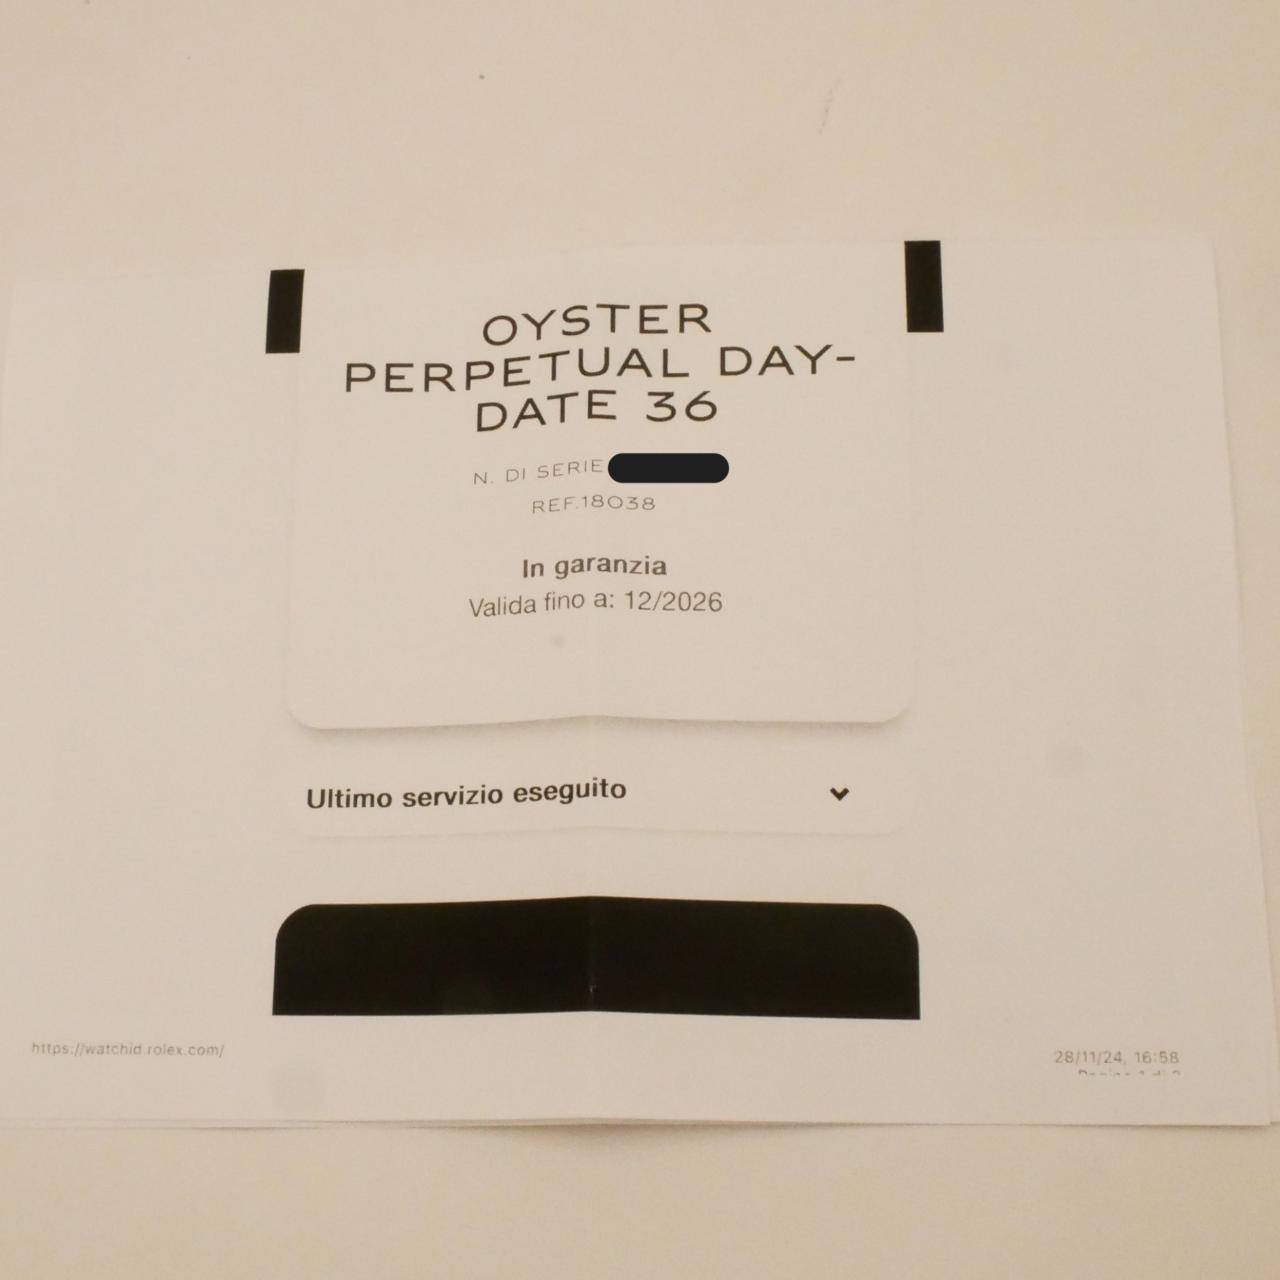 OYSTER
PERPETUAL DAY-
DATE 36
N. DI SERIE
REF.18038
In garanzia
Valida fino a: 12/2026
Ultimo servizio eseguito
https://watchid.rolex.com/
28/11/24, 16:58